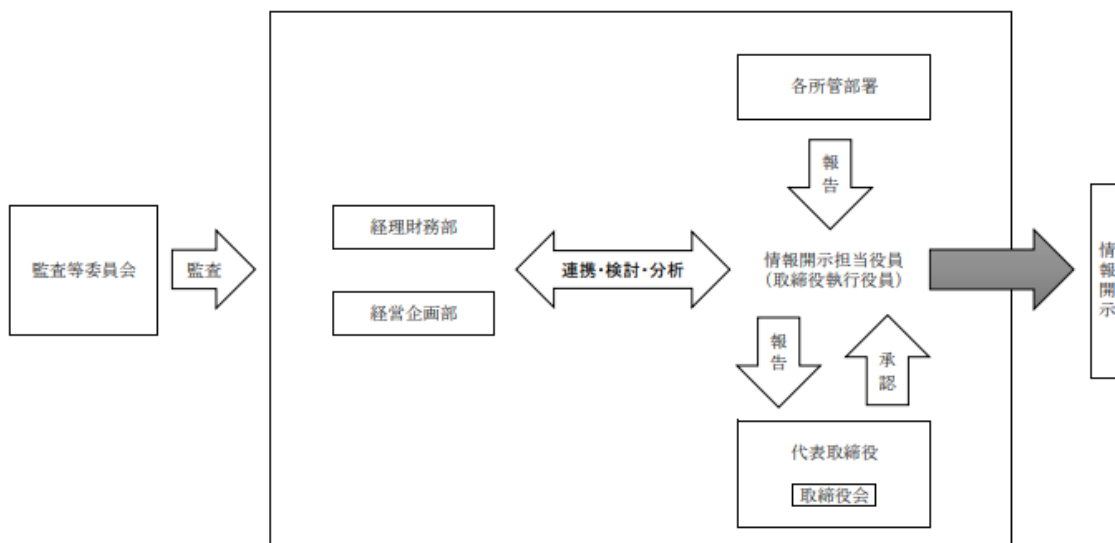 各所管部署
報告
監査等委員会
監査
経理財務部
経営企画部
連携・検討・分析
情報開示担当役員
(取締役執行役員)
情報開示
報告
承認
代表取締役
取締役会